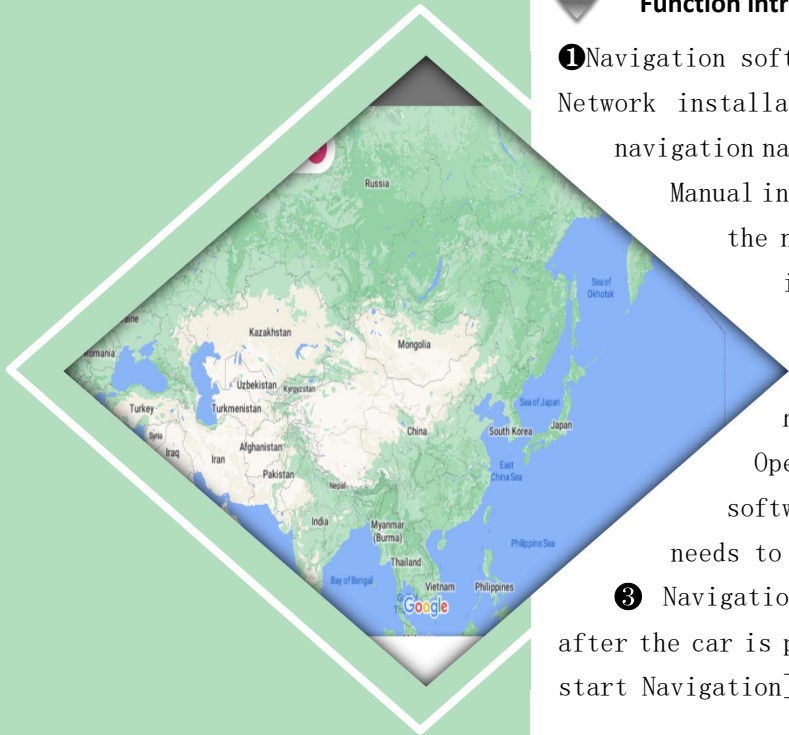 Function Intr
❶Navigation soft
Network installa
navigation na
Manual in
the n
i
n
Ope
softw
needs to
❸ Navigatio
after the car is p
start Navigation]
Russia
Sea of
Okhotsk
aine
Kazakhstan
Mongolia
omania
Uzbekistan
Kyrgyzstan
Sea of Japan
Turkey
Turkmenistan
Syria
China
South Korea
Japan
Iraq
Iran
Afghanistan
Pakistan
East
China Sea
Nepal
India
Myanmar
(Burma)
Philippine Sea
Thailand
Bay of Bengal
Vietnam
Philippines
Google